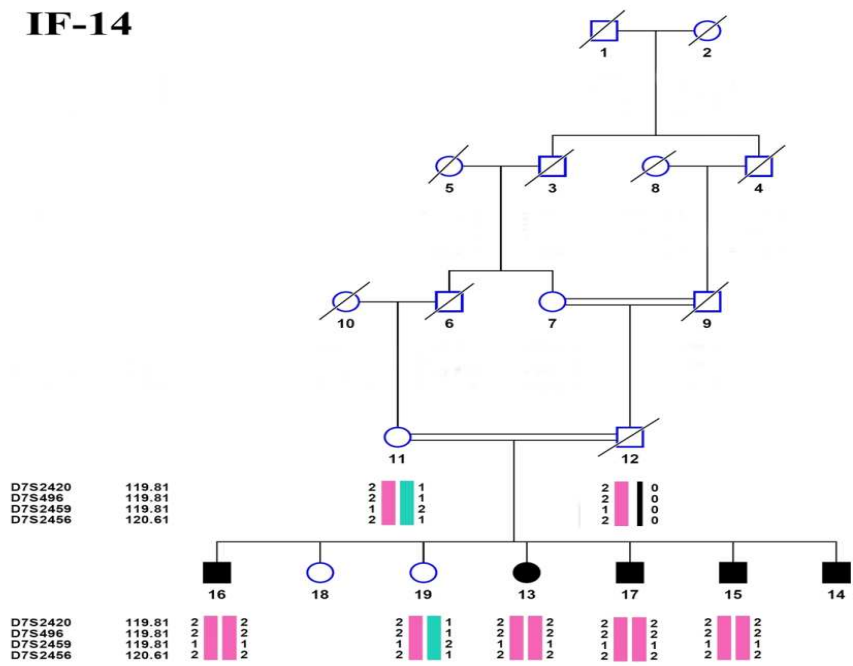 IF-14
1 2
5 3 8 4
10 6 7 9
11 12
D7S2420 119.81 2 1 2 0
D7S496 119.81 2 1 2 0
D7S2459 119.81 1 2 1 0
D7S2456 120.61 2 1 2 0
16 18 19 13 17 15 14
D7S2420 119.81 2 2 2 1 2 2 2 2 2 2
D7S496 119.81 2 2 2 1 2 2 2 2 2 2
D7S2459 119.81 1 1 1 2 1 1 1 1 1 1
D7S2456 120.61 2 2 2 1 2 2 2 2 2 2